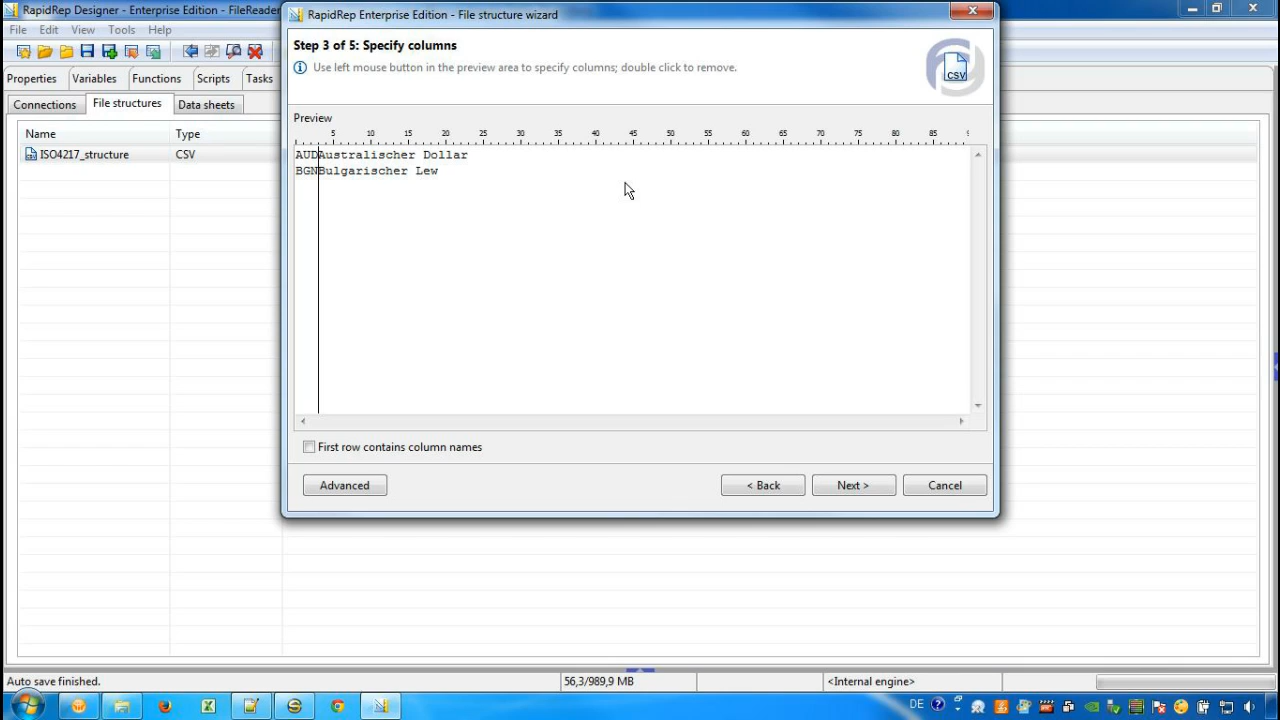 RapidRep Designer - Enterprise Edition - FileReader
RapidRep Enterprise Edition - File structure wizard
File Edit View Tools Help
Step 3 of 5: Specify columns
Use left mouse button in the preview area to specify columns; double click to remove.
CSV
Properties Variables Functions Scripts Tasks
Connections File structures Data sheets
Name Type
ISO4217_structure CSV
Preview
5 10 15 20 25 30 35 40 45 50 55 60 65 70 75 80 85
AUDAustralischer Dollar
BGNBulgarischer Lew
First row contains column names
Advanced < Back Next > Cancel
Auto save finished. 56,3/989,9 MB <Internal engine>
DE